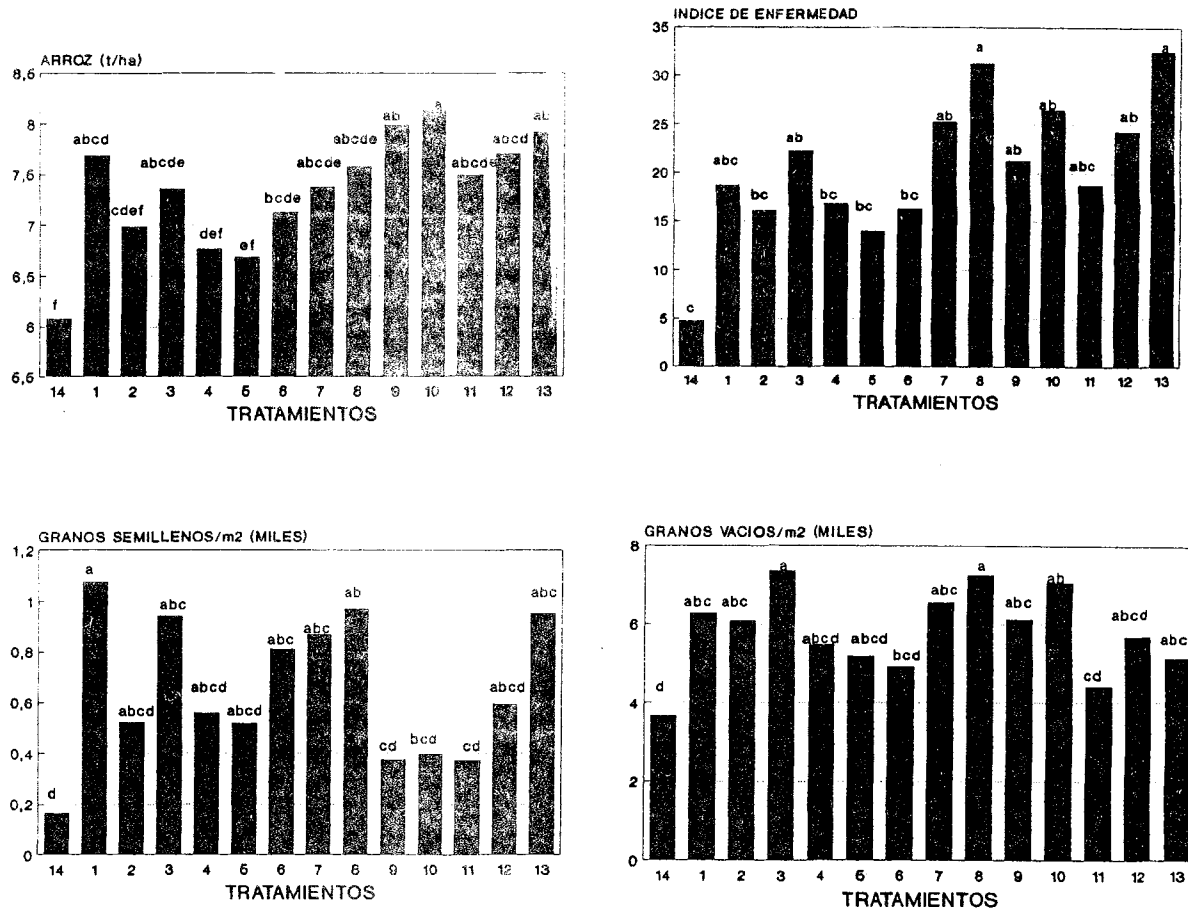 ARROZ (t/ha)
8,6
8
7,6
7
6,5
6
6,6
f abcd cdef abcde def ef bcde abcde abcde ab a abcde abcd ab
14 1 2 3 4 5 6 7 8 9 10 11 12 13
TRATAMIENTOS
INDICE DE ENFERMEDAD
35
30
25
20
15
10
5
0
c abc bc ab bc bc bc ab a ab ab abc ab a
14 1 2 3 4 5 6 7 8 9 10 11 12 13
TRATAMIENTOS
GRANOS SEMILLENOS/m2 (MILES)
1,2
1
0,8
0,6
0,4
0,2
0
d a abcd abc abcd abcd abc abc ab cd bcd cd abcd abc
14 1 2 3 4 5 6 7 8 9 10 11 12 13
TRATAMIENTOS
GRANOS VACIOS/m2 (MILES)
8
6
4
2
0
d abc abc a abcd abcd bcd abc a abc ab cd abcd abc
14 1 2 3 4 5 6 7 8 9 10 11 12 13
TRATAMIENTOS